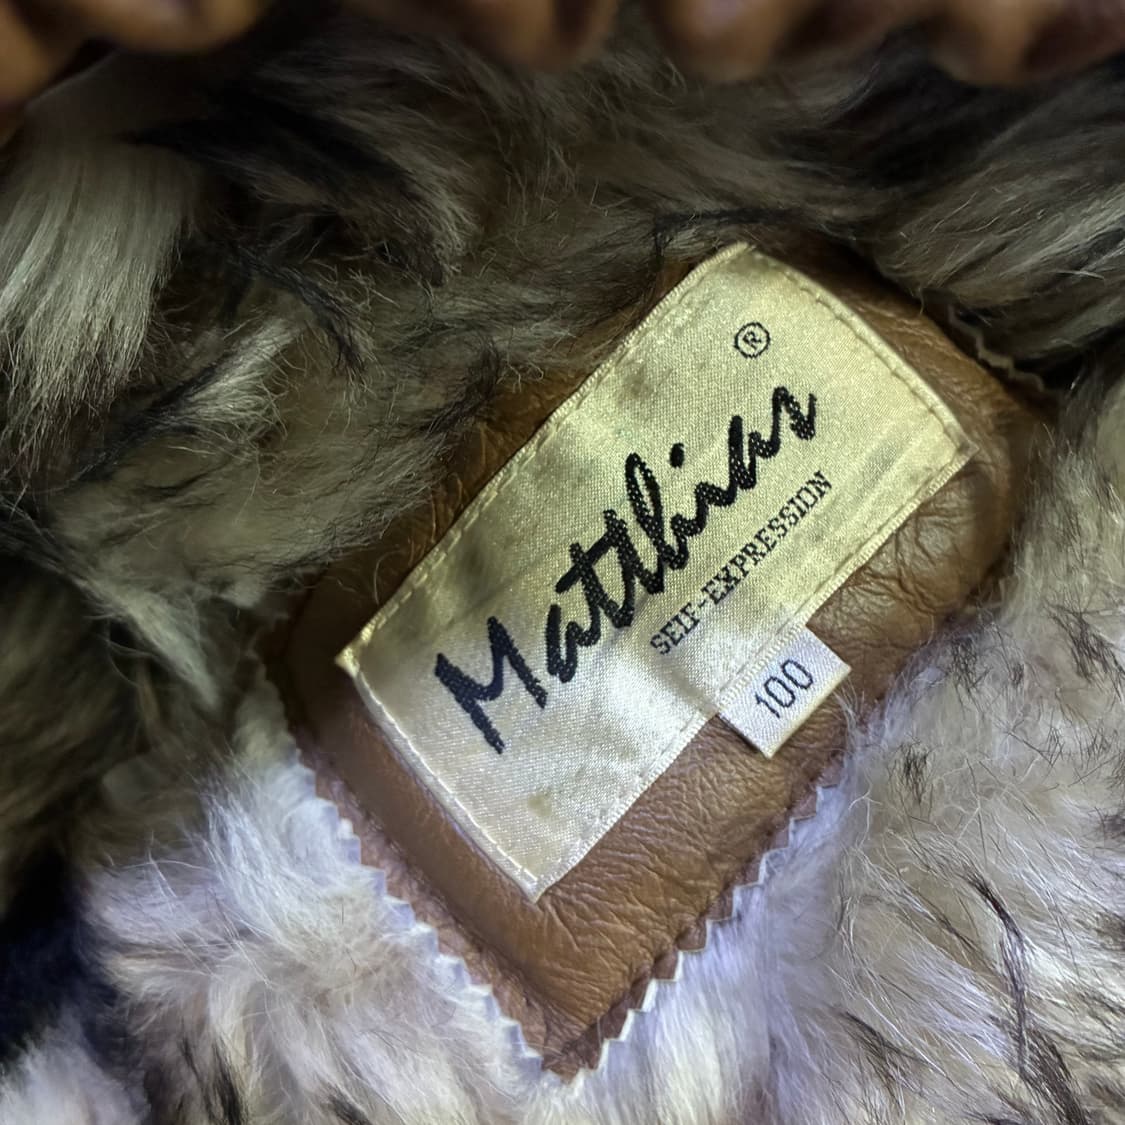 ®
Matthias
SELF-EXPRESSION
100